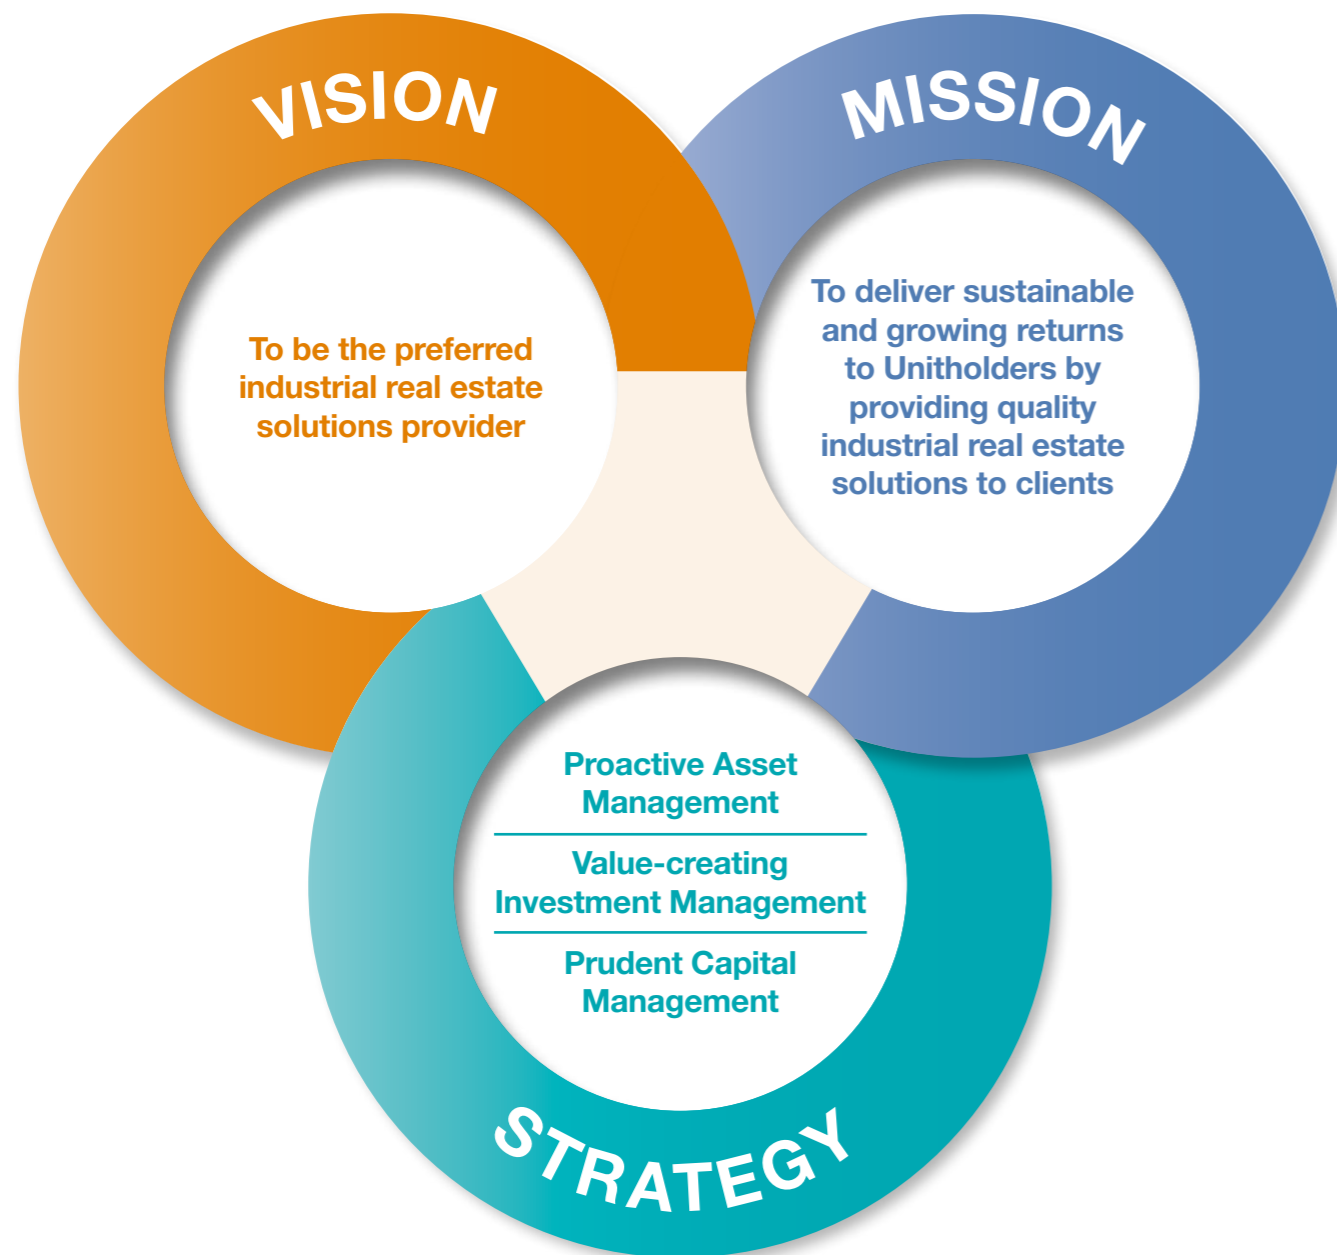 VISION
To be the preferred
industrial real estate
solutions provider
MISSION
To deliver sustainable
and growing returns
to Unitholders by
providing quality
industrial real estate
solutions to clients
Proactive Asset
Management
Value-creating
Investment Management
Prudent Capital
Management
STRATEGY